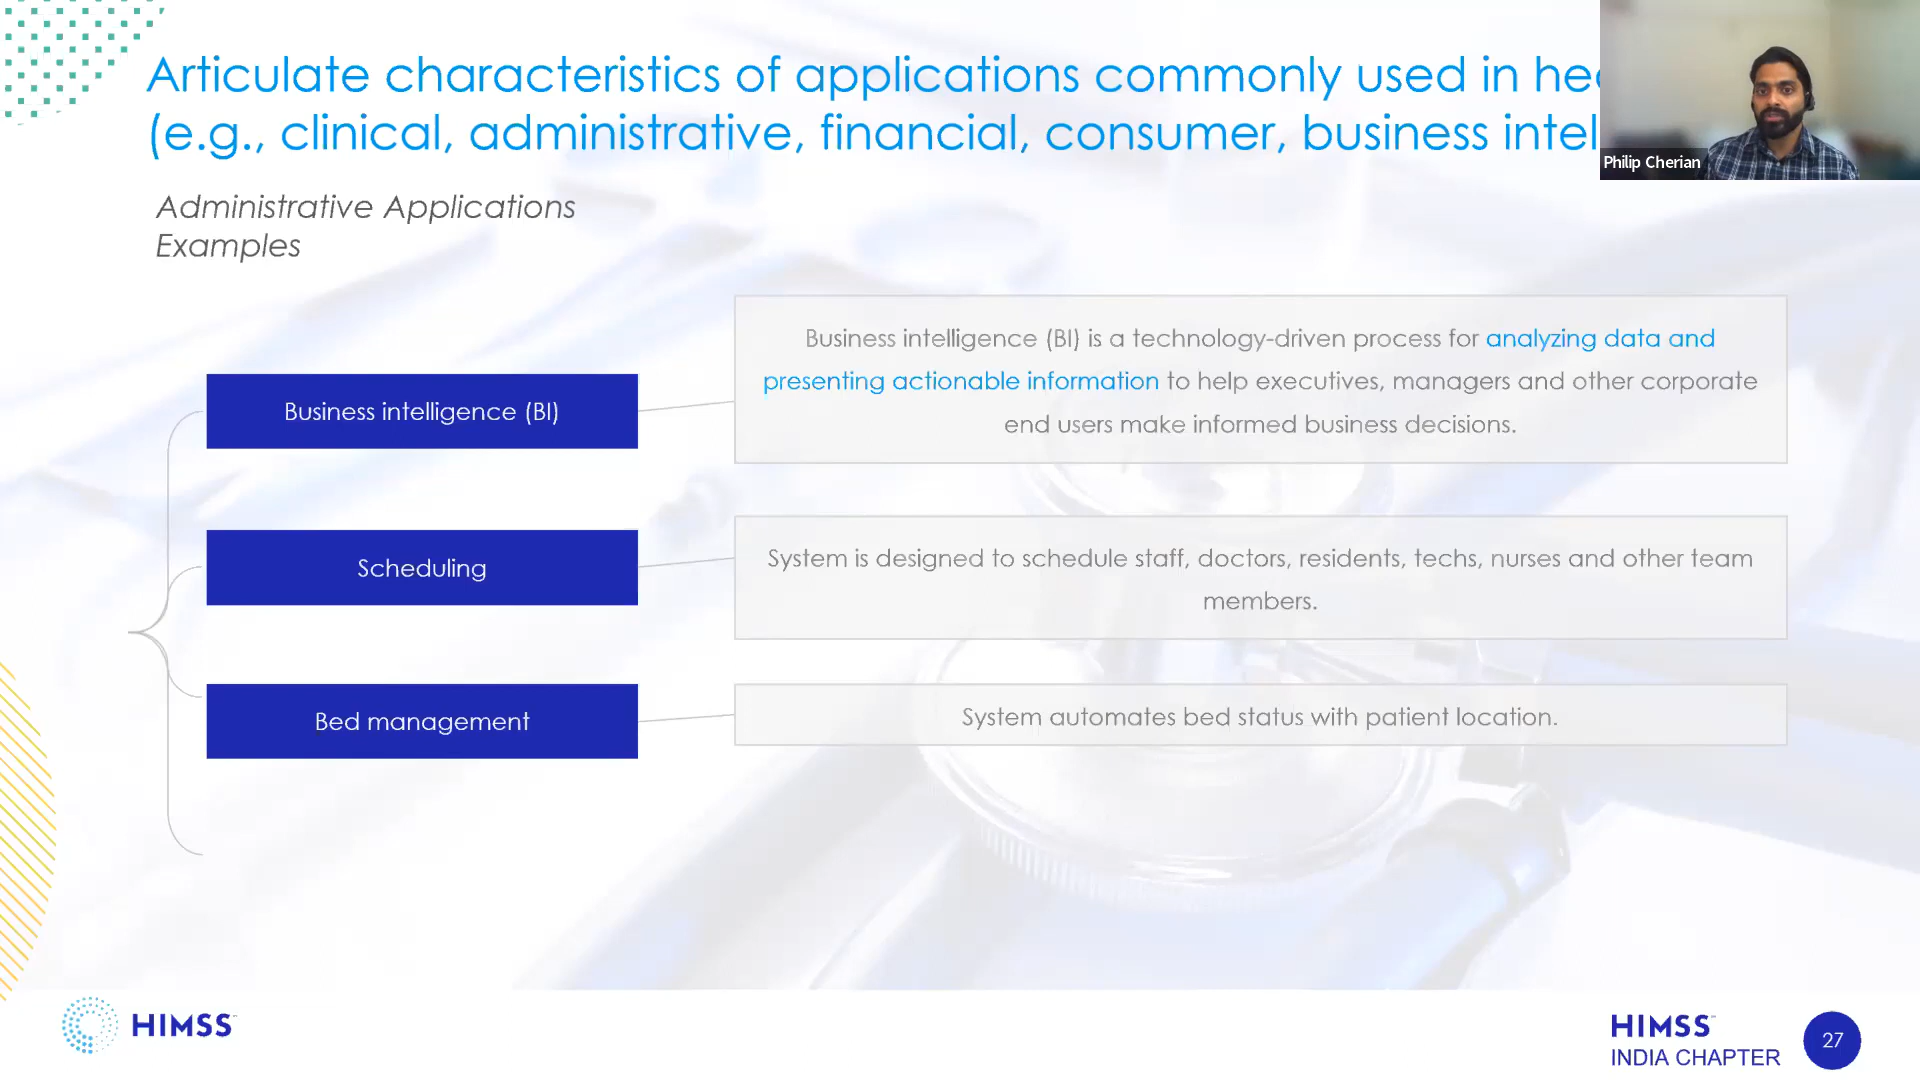 Articulate characteristics of applications commonly used in
(e.g., clinical, administrative, financial, consumer, business
Philip Cherian
Administrative Applications
Examples
Business intelligence (BI)
Business intelligence (BI) is a technology-driven process for analyzing data and
presenting actionable information to help executives, managers and other corporate
end users make informed business decisions.
Scheduling
System is designed to schedule staff, doctors, residents, techs, nurses and other team
members.
Bed management
System automates bed status with patient location.
HIMSS
HIMSS
INDIA CHAPTER
27